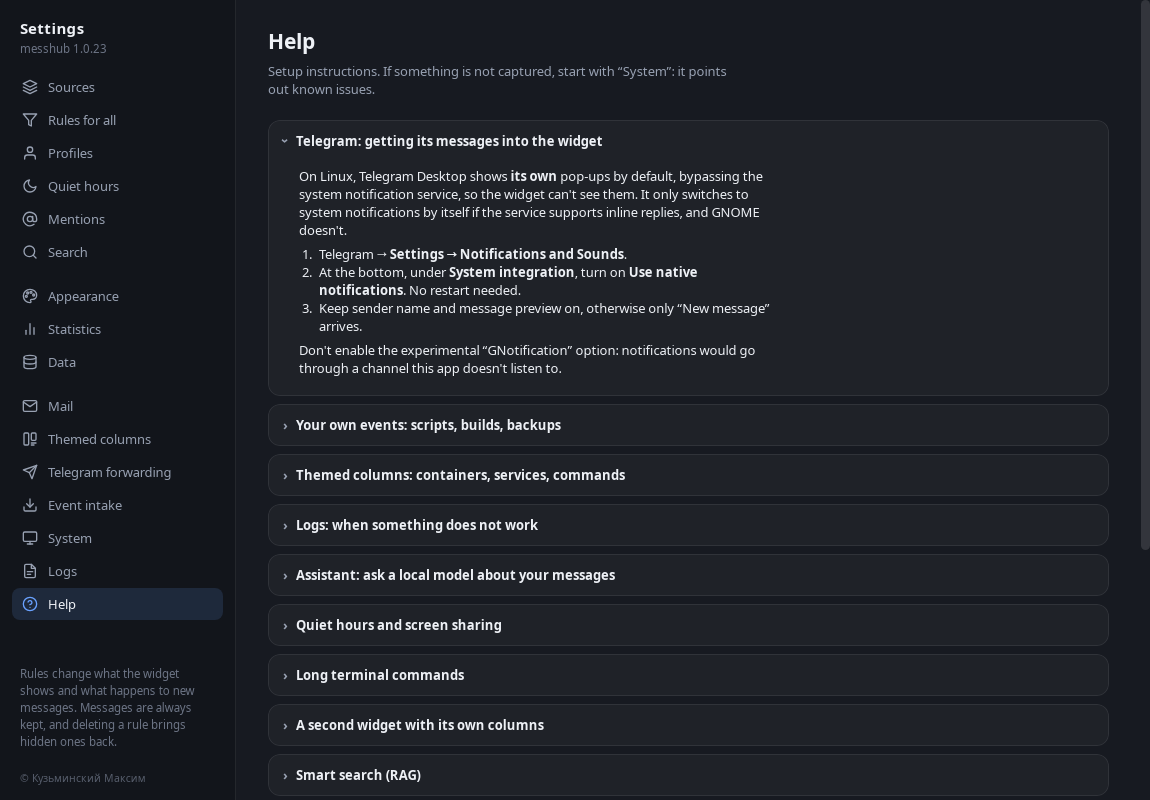 Settings
messhub 1.0.23
Sources
Rules for all
Profiles
Quiet hours
Mentions
Search
Appearance
Statistics
Data
Mail
Themed columns
Telegram forwarding
Event intake
System
Logs
Help
Rules change what the widget
shows and what happens to new
messages. Messages are always
kept, and deleting a rule brings
hidden ones back.
© Кузьминский Максим
Help
Setup instructions. If something is not captured, start with “System”: it points
out known issues.
Telegram: getting its messages into the widget
On Linux, Telegram Desktop shows its own pop-ups by default, bypassing the
system notification service, so the widget can't see them. It only switches to
system notifications by itself if the service supports inline replies, and GNOME
doesn't.
1. Telegram → Settings → Notifications and Sounds.
2. At the bottom, under System integration, turn on Use native
notifications. No restart needed.
3. Keep sender name and message preview on, otherwise only “New message”
arrives.
Don't enable the experimental “GNotification” option: notifications would go
through a channel this app doesn't listen to.
› Your own events: scripts, builds, backups
› Themed columns: containers, services, commands
› Logs: when something does not work
› Assistant: ask a local model about your messages
› Quiet hours and screen sharing
› Long terminal commands
› A second widget with its own columns
› Smart search (RAG)